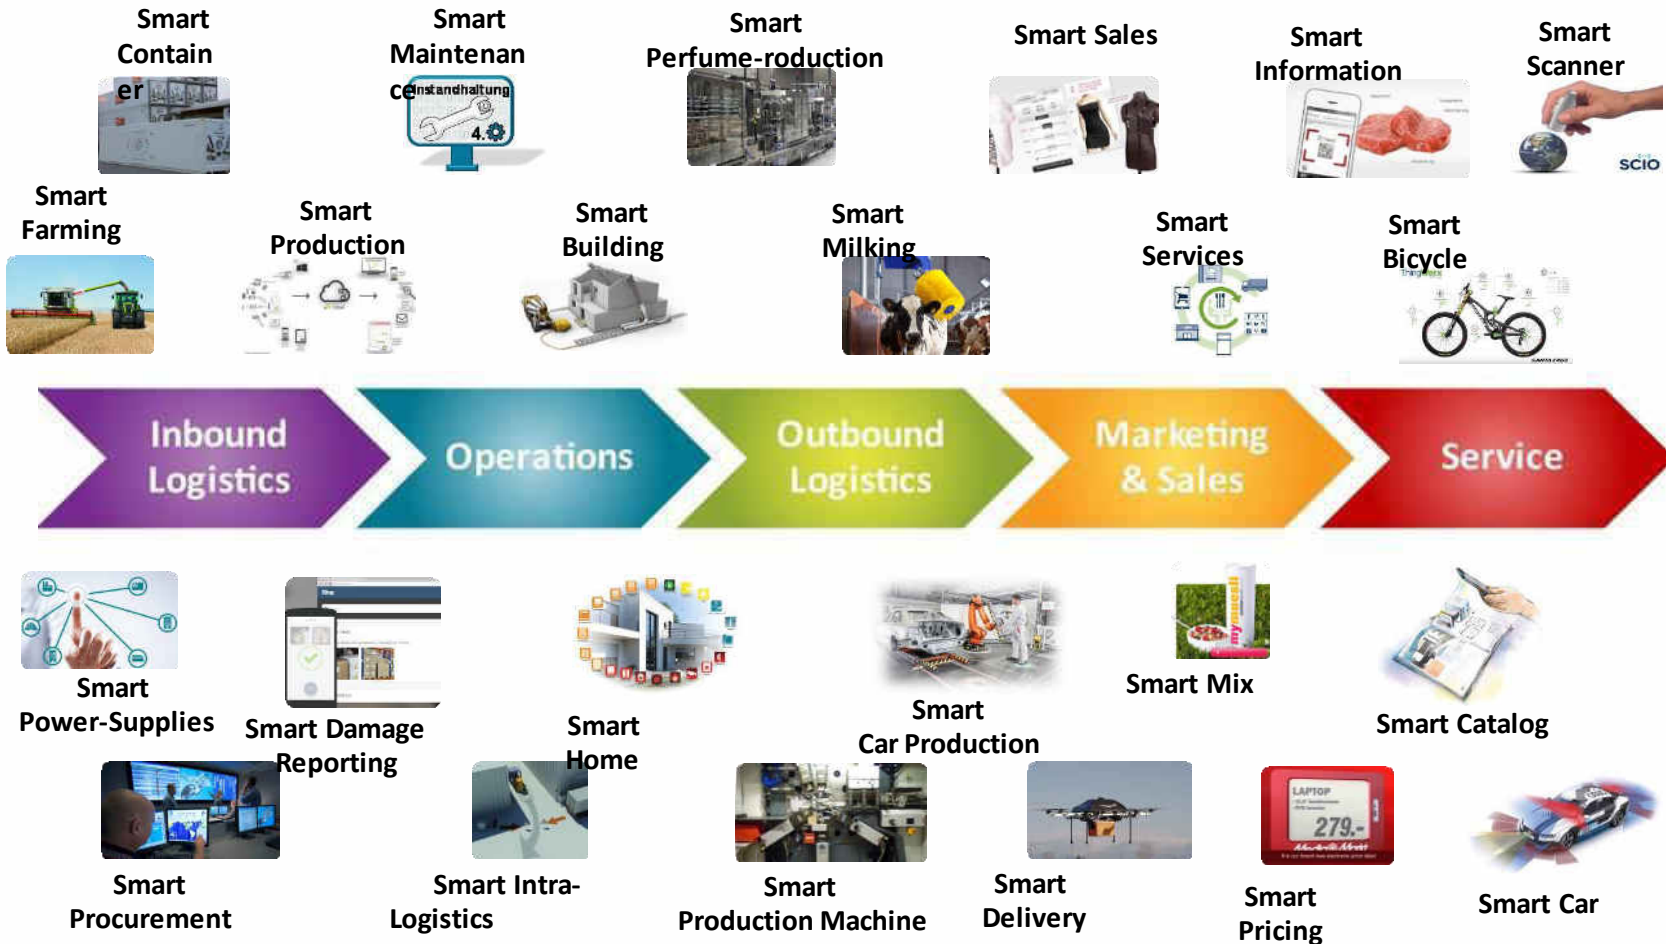 Smart
Contain
er
Smart
Maintenan
ce
Instandhaltung
4.
Smart
Perfume-roduction
Smart Sales
Smart
Information
Smart
Scanner
SCIO
Smart
Farming
Smart
Production
Smart
Building
Smart
Milking
Smart
Services
Smart
Bicycle
Inbound
Logistics
Operations
Outbound
Logistics
Marketing
& Sales
Service
Smart
Power-Supplies
Smart Damage
Reporting
Smart
Home
Smart
Car Production
mymuesli
Smart Mix
Smart Catalog
Smart
Procurement
Smart Intra-
Logistics
Smart
Production Machine
Smart
Delivery
LAPTOP
279.-
Smart
Pricing
Smart Car